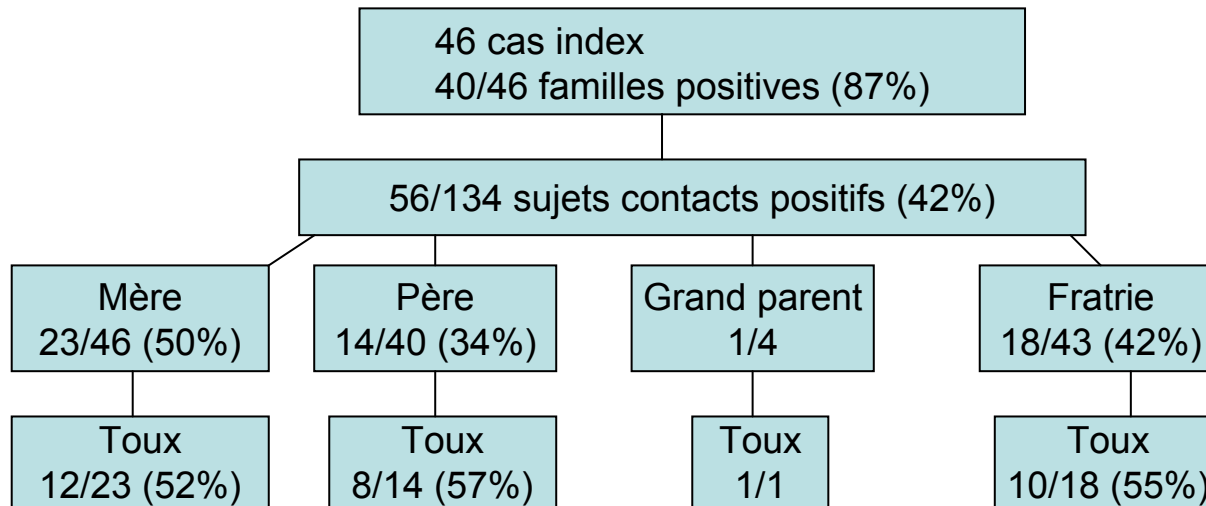 46 cas index
40/46 familles positives (87%)
56/134 sujets contacts positifs (42%)
Mère
23/46 (50%)
Père
14/40 (34%)
Grand parent
1/4
Fratrie
18/43 (42%)
Toux
12/23 (52%)
Toux
8/14 (57%)
Toux
1/1
Toux
10/18 (55%)